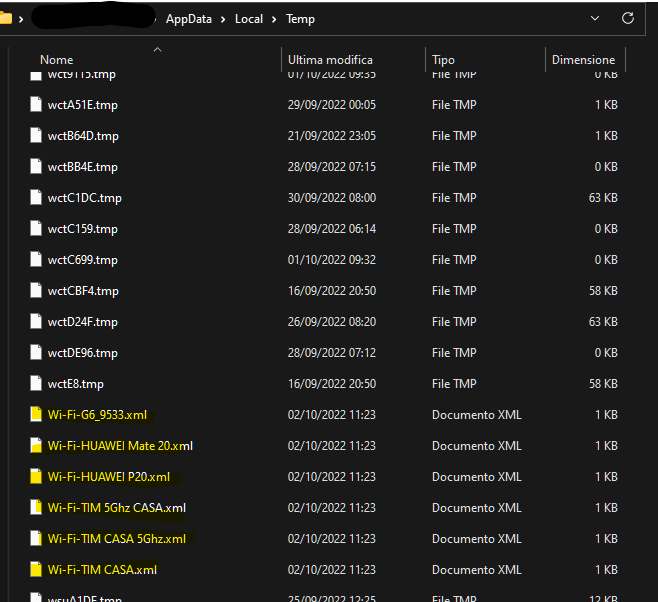 AppData > Local > Temp
Nome Ultima modifica Tipo Dimensione
wct9115.tmp 01/10/2022 09:35 File TMP 0 KB
wctA51E.tmp 29/09/2022 00:05 File TMP 1 KB
wctB64D.tmp 21/09/2022 23:05 File TMP 1 KB
wctBB4E.tmp 28/09/2022 07:15 File TMP 0 KB
wctC1DC.tmp 30/09/2022 08:00 File TMP 63 KB
wctC159.tmp 28/09/2022 06:14 File TMP 0 KB
wctC699.tmp 01/10/2022 09:32 File TMP 0 KB
wctCBF4.tmp 16/09/2022 20:50 File TMP 58 KB
wctD24F.tmp 26/09/2022 08:20 File TMP 63 KB
wctDE96.tmp 28/09/2022 07:12 File TMP 0 KB
wctE8.tmp 16/09/2022 20:50 File TMP 58 KB
Wi-Fi-G6_9533.xml 02/10/2022 11:23 Documento XML 1 KB
Wi-Fi-HUAWEI Mate 20.xml 02/10/2022 11:23 Documento XML 1 KB
Wi-Fi-HUAWEI P20.xml 02/10/2022 11:23 Documento XML 1 KB
Wi-Fi-TIM 5Ghz CASA.xml 02/10/2022 11:23 Documento XML 1 KB
Wi-Fi-TIM CASA 5Ghz.xml 02/10/2022 11:23 Documento XML 1 KB
Wi-Fi-TIM CASA.xml 02/10/2022 11:23 Documento XML 1 KB
wsuA1DE.tmp 25/09/2022 12:25 File TMP 12 KB